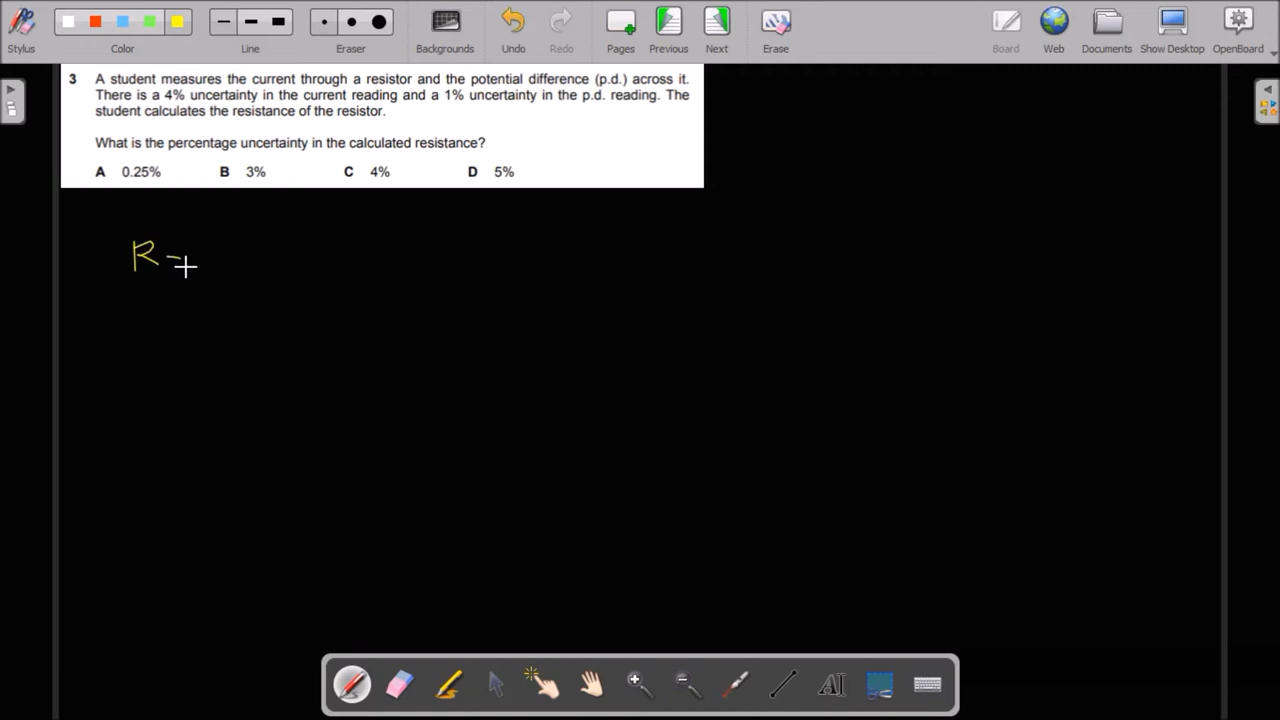 Stylus Color Line Eraser Backgrounds Undo Redo Pages Previous Next Erase Board Web Documents Show Desktop OpenBoard
3 A student measures the current through a resistor and the potential difference (p.d.) across it.
There is a 4% uncertainty in the current reading and a 1% uncertainty in the p.d. reading. The
student calculates the resistance of the resistor.
What is the percentage uncertainty in the calculated resistance?
A 0.25% B 3% C 4% D 5%
R -
AI